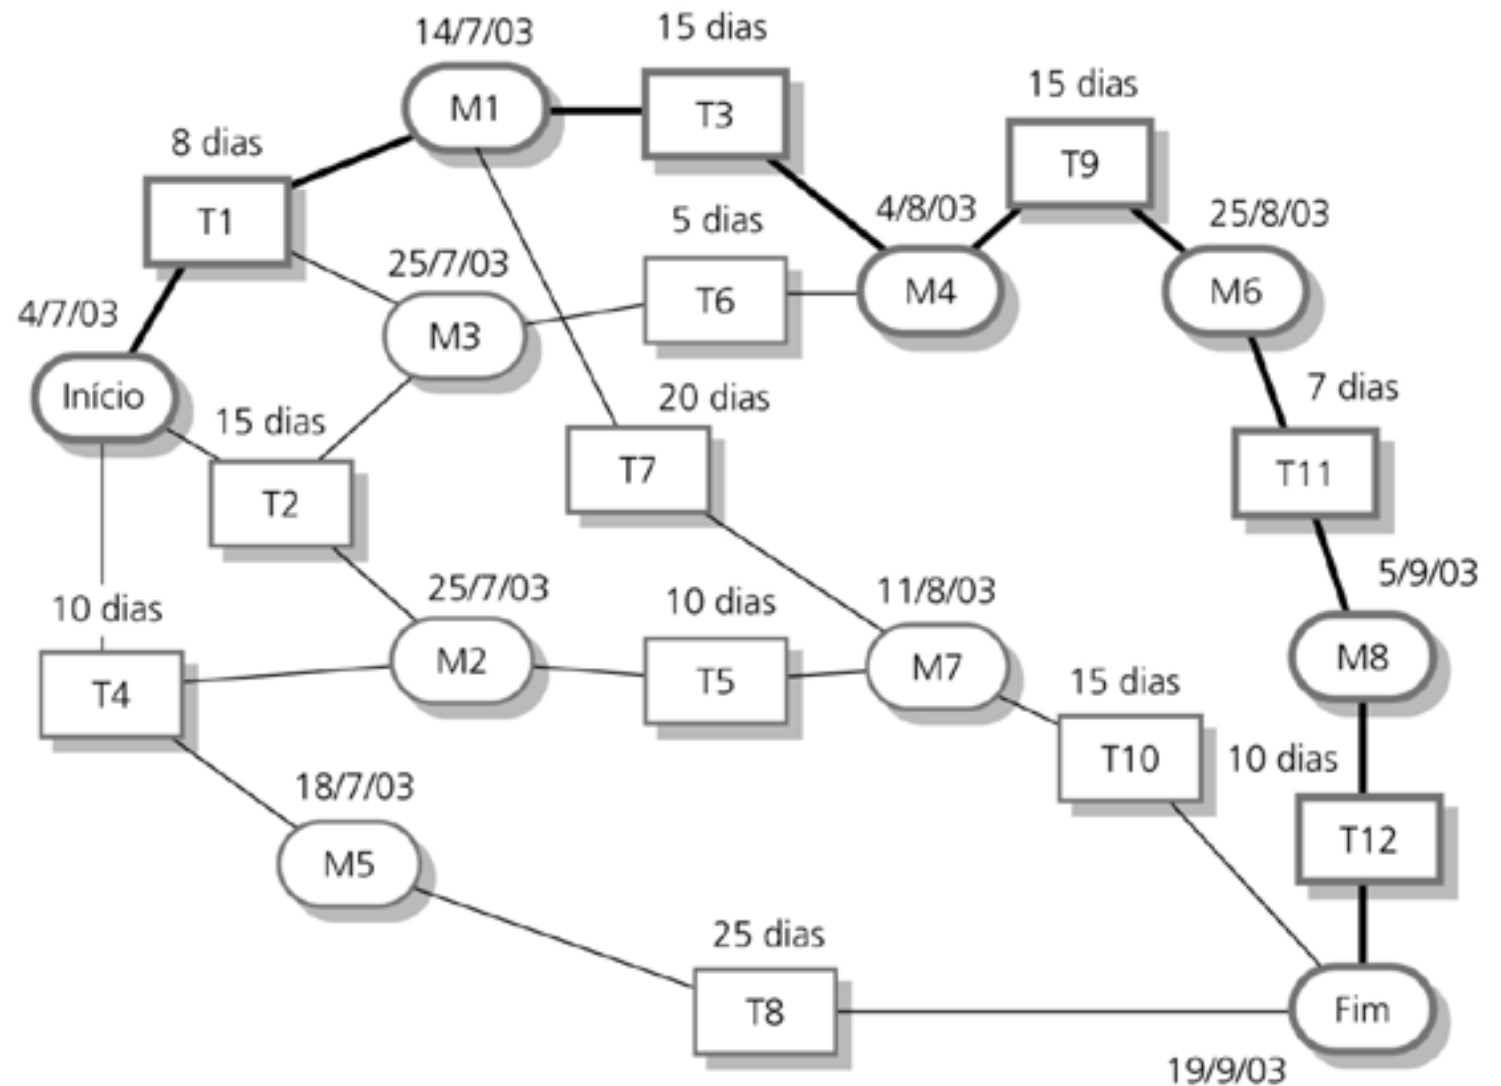 14/7/03
15 dias
M1
T3
15 dias
8 dias
T9
T1
5 dias
4/8/03
25/8/03
25/7/03
4/7/03
M3
T6
M4
M6
Início
15 dias
20 dias
7 dias
T2
T7
T11
10 dias
25/7/03
10 dias
11/8/03
5/9/03
T4
M2
T5
M7
M8
15 dias
T10
10 dias
18/7/03
T12
M5
25 dias
T8
Fim
19/9/03